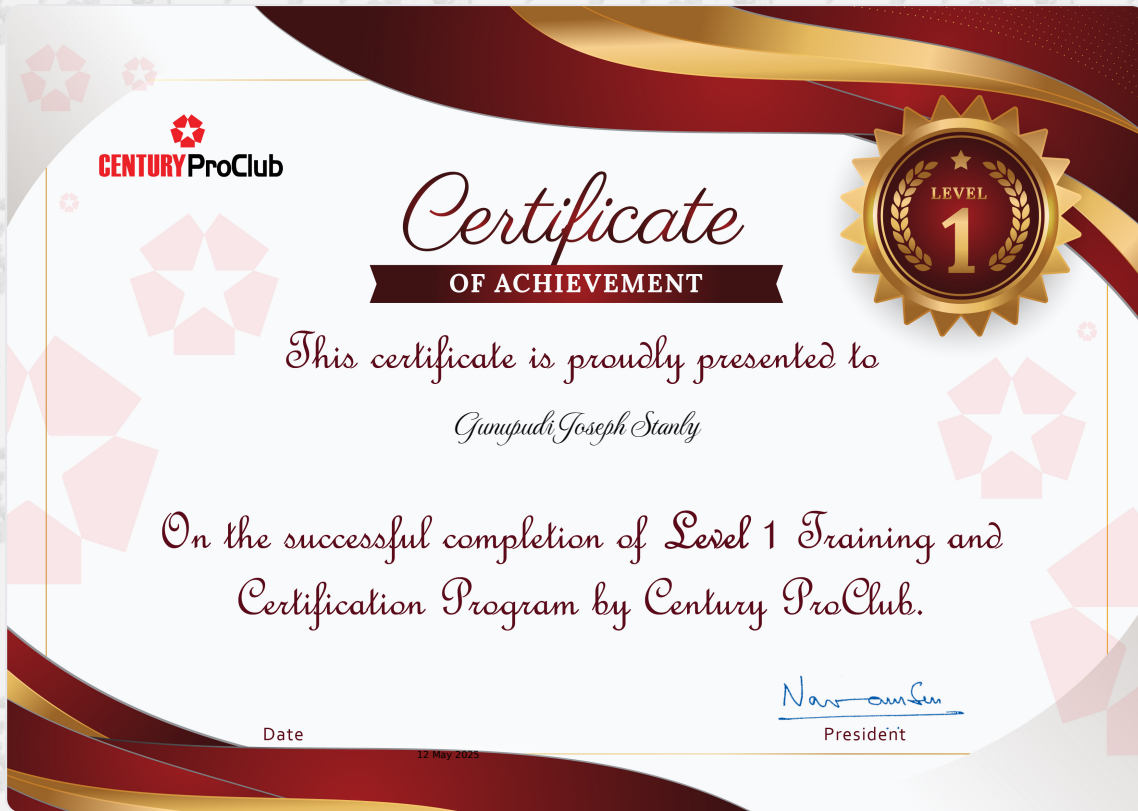 CENTURY ProClub
LEVEL
1
Certificate
OF ACHIEVEMENT
This certificate is proudly presented to
Gunupudi Joseph Stanly
On the successful completion of Level 1 Training and
Certification Program by Century ProClub.
Date
President
12 May 2025